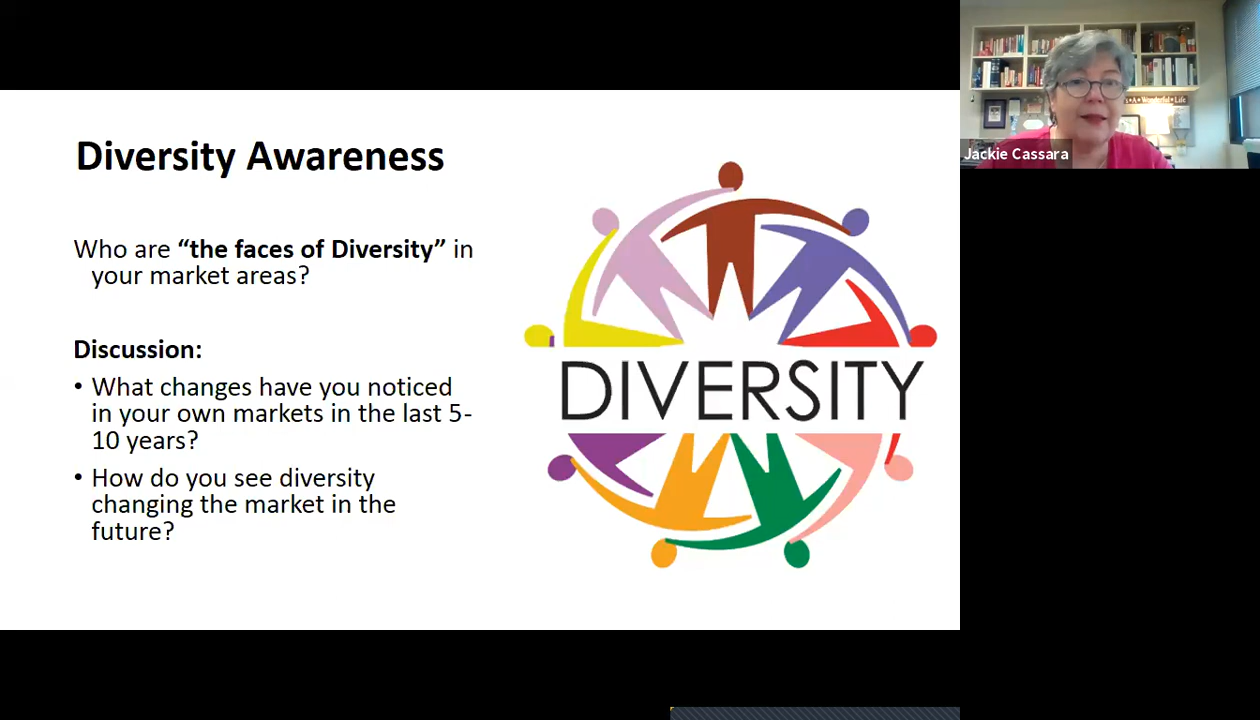 Diversity Awareness
Who are “the faces of Diversity” in
your market areas?
Discussion:
• What changes have you noticed
in your own markets in the last 5-
10 years?
• How do you see diversity
changing the market in the
future?
DIVERSITY
A Wonderful Life
Jackie Cassara